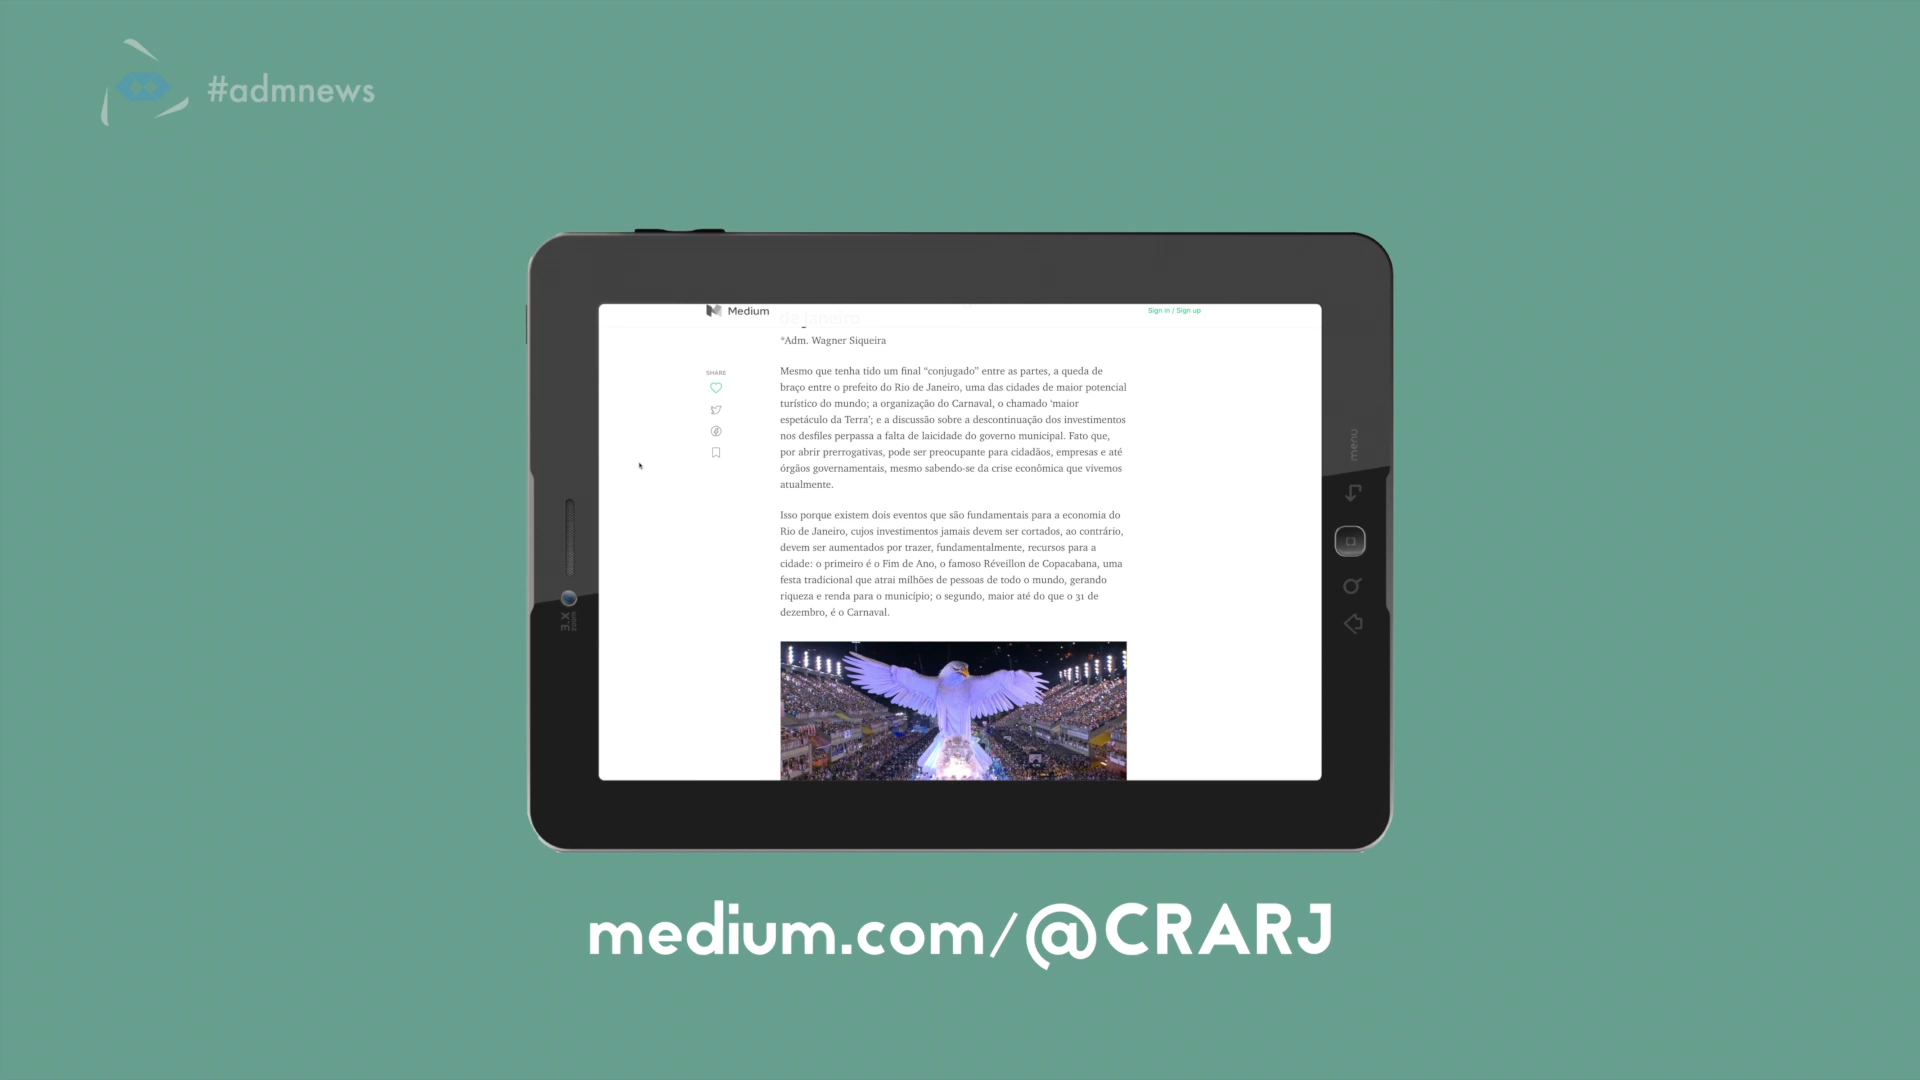 #admnews
Medium
Sign in / Sign up
de Janeiro
*Adm. Wagner Siqueira
SHARE
Mesmo que tenha tido um final “conjugado” entre as partes, a queda de
braço entre o prefeito do Rio de Janeiro, uma das cidades de maior potencial
turístico do mundo; a organização do Carnaval, o chamado ‘maior
espetáculo da Terra’; e a discussão sobre a descontinuação dos investimentos
nos desfiles perpassa a falta de laicidade do governo municipal. Fato que,
por abrir prerrogativas, pode ser preocupante para cidadãos, empresas e até
órgãos governamentais, mesmo sabendo-se da crise econômica que vivemos
atualmente.
Isso porque existem dois eventos que são fundamentais para a economia do
Rio de Janeiro, cujos investimentos jamais devem ser cortados, ao contrário,
devem ser aumentados por trazer, fundamentalmente, recursos para a
cidade: o primeiro é o Fim de Ano, o famoso Réveillon de Copacabana, uma
festa tradicional que atrai milhões de pessoas de todo o mundo, gerando
riqueza e renda para o município; o segundo, maior até do que o 31 de
dezembro, é o Carnaval.
menu
3.X
zoom
medium.com/@CRARJ